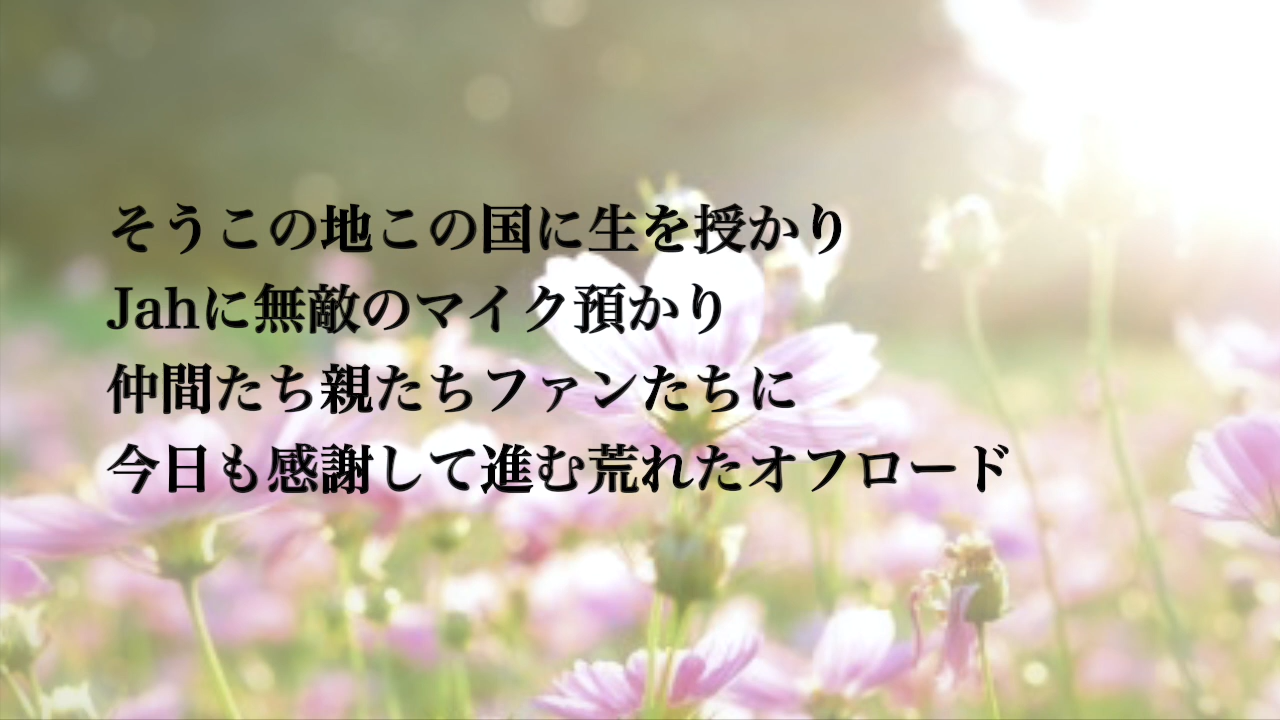 そうこの地この国に生を授かり
Jahに無敵のマイク預かり
仲間たち親たちファンたちに
今日も感謝して進む荒れたオフロード